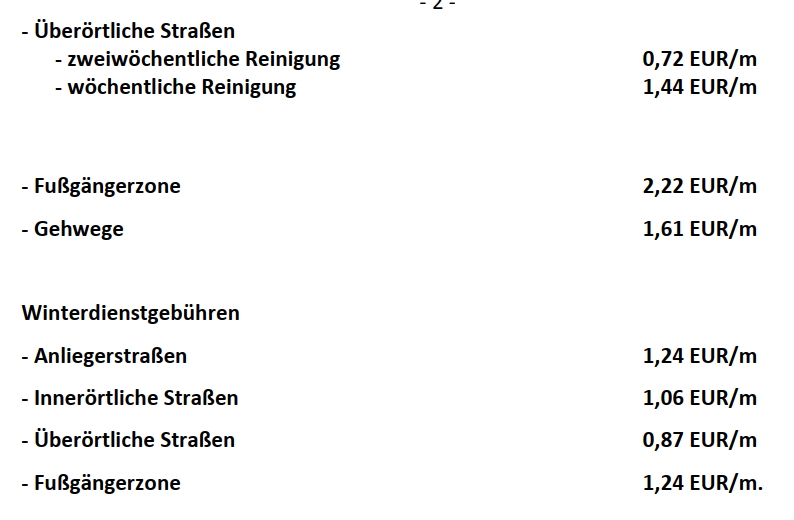 - 2 -
- Überörtliche Straßen
- zweiwöchentliche Reinigung 0,72 EUR/m
- wöchentliche Reinigung 1,44 EUR/m
- Fußgängerzone 2,22 EUR/m
- Gehwege 1,61 EUR/m
Winterdienstgebühren
- Anliegerstraßen 1,24 EUR/m
- Innerörtliche Straßen 1,06 EUR/m
- Überörtliche Straßen 0,87 EUR/m
- Fußgängerzone 1,24 EUR/m.